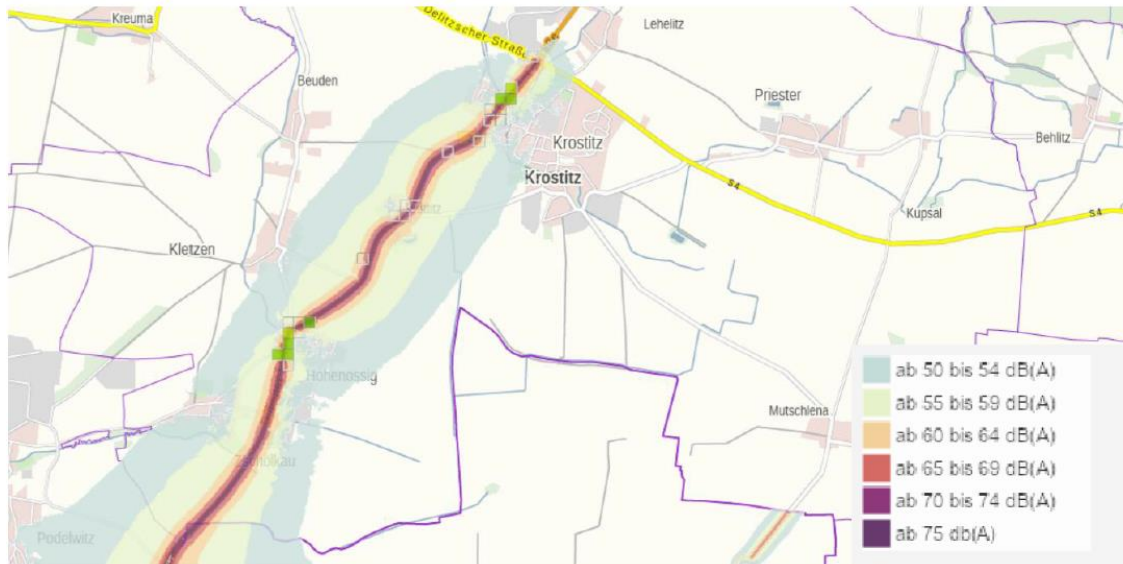 Kreuma
Delitzscher Straße
Lehelitz
Beuden
Priester
Behlitz
Krostitz
Krostitz
S4
S4
Kupsal
Kletzen
Hohenossig
Mutschlena
Podelwitz
ab 50 bis 54 dB(A)
ab 55 bis 59 dB(A)
ab 60 bis 64 dB(A)
ab 65 bis 69 dB(A)
ab 70 bis 74 dB(A)
ab 75 db(A)